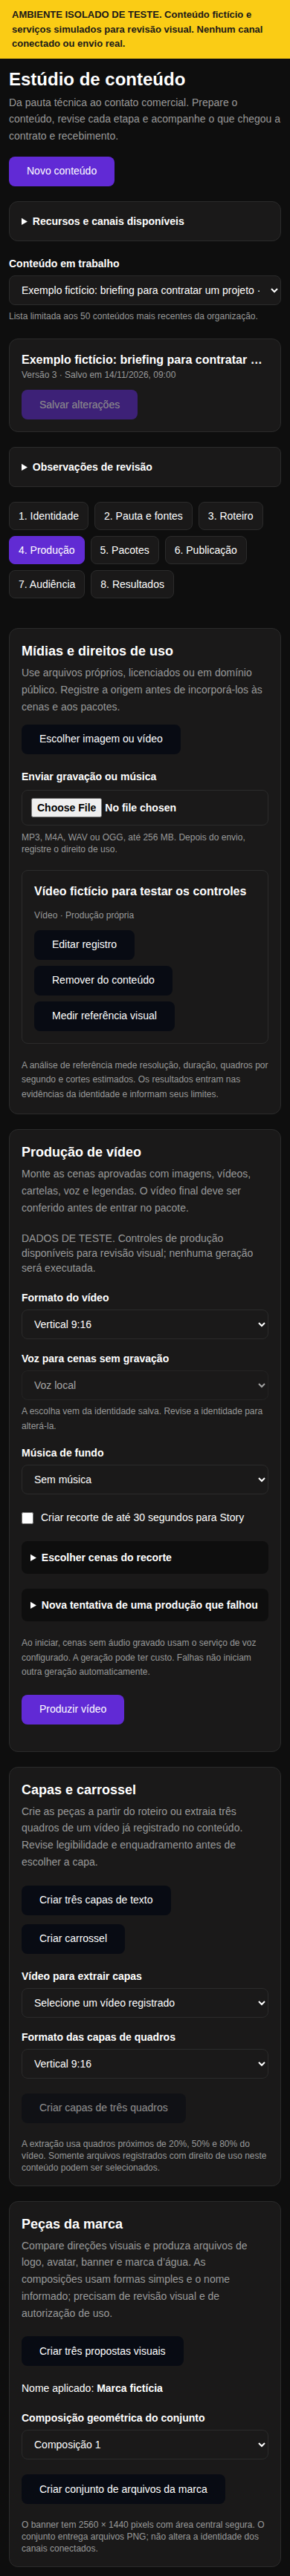 AMBIENTE ISOLADO DE TESTE. Conteúdo fictício e
serviços simulados para revisão visual. Nenhum canal
conectado ou envio real.
Estúdio de conteúdo
Da pauta técnica ao contato comercial. Prepare o
conteúdo, revise cada etapa e acompanhe o que chegou a
contrato e recebimento.
Novo conteúdo
Recursos e canais disponíveis
Conteúdo em trabalho
Exemplo fictício: briefing para contratar um projeto ·
Lista limitada aos 50 conteúdos mais recentes da organização.
Exemplo fictício: briefing para contratar …
Versão 3 · Salvo em 14/11/2026, 09:00
Salvar alterações
Observações de revisão
1. Identidade
2. Pauta e fontes
3. Roteiro
4. Produção
5. Pacotes
6. Publicação
7. Audiência
8. Resultados
Mídias e direitos de uso
Use arquivos próprios, licenciados ou em domínio
público. Registre a origem antes de incorporá-los às
cenas e aos pacotes.
Escolher imagem ou vídeo
Enviar gravação ou música
Choose File No file chosen
MP3, M4A, WAV ou OGG, até 256 MB. Depois do envio,
registre o direito de uso.
Vídeo fictício para testar os controles
Vídeo · Produção própria
Editar registro
Remover do conteúdo
Medir referência visual
A análise de referência mede resolução, duração, quadros por
segundo e cortes estimados. Os resultados entram nas
evidências da identidade e informam seus limites.
Produção de vídeo
Monte as cenas aprovadas com imagens, vídeos,
cartelas, voz e legendas. O vídeo final deve ser
conferido antes de entrar no pacote.
DADOS DE TESTE. Controles de produção
disponíveis para revisão visual; nenhuma geração
será executada.
Formato do vídeo
Vertical 9:16
Voz para cenas sem gravação
Voz local
A escolha vem da identidade salva. Revise a identidade para
alterá-la.
Música de fundo
Sem música
Criar recorte de até 30 segundos para Story
Escolher cenas do recorte
Nova tentativa de uma produção que falhou
Ao iniciar, cenas sem áudio gravado usam o serviço de voz
configurado. A geração pode ter custo. Falhas não iniciam
outra geração automaticamente.
Produzir vídeo
Capas e carrossel
Crie as peças a partir do roteiro ou extraia três
quadros de um vídeo já registrado no conteúdo.
Revise legibilidade e enquadramento antes de
escolher a capa.
Criar três capas de texto
Criar carrossel
Vídeo para extrair capas
Selecione um vídeo registrado
Formato das capas de quadros
Vertical 9:16
Criar capas de três quadros
A extração usa quadros próximos de 20%, 50% e 80% do
vídeo. Somente arquivos registrados com direito de uso neste
conteúdo podem ser selecionados.
Peças da marca
Compare direções visuais e produza arquivos de
logo, avatar, banner e marca d’água. As
composições usam formas simples e o nome
informado; precisam de revisão visual e de
autorização de uso.
Criar três propostas visuais
Nome aplicado: Marca fictícia
Composição geométrica do conjunto
Composição 1
Criar conjunto de arquivos da marca
O banner tem 2560 × 1440 pixels com área central segura. O
conjunto entrega arquivos PNG; não altera a identidade dos
canais conectados.